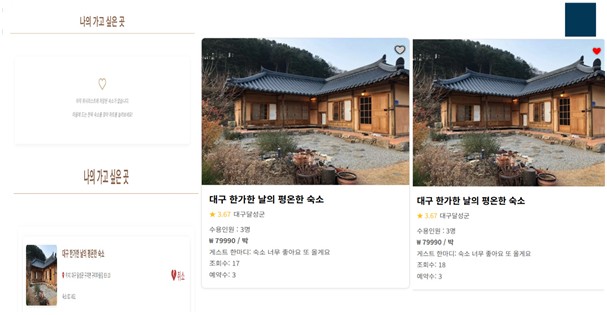 나의 가고 싶은 곳
나의 가고 싶은 곳
대구 한가한 날의 평온한 숙소
취소
대구 한가한 날의 평온한 숙소
★ 3.67 대구달성군
수용인원 : 3명
₩ 79990 / 박
게스트 한마디: 숙소 너무 좋아요 또 올게요
조회수: 17
예약수: 3
대구 한가한 날의 평온한 숙소
★ 3.67 대구달성군
수용인원 : 3명
₩ 79990 / 박
게스트 한마디: 숙소 너무 좋아요 또 올게요
조회수: 18
예약수: 3